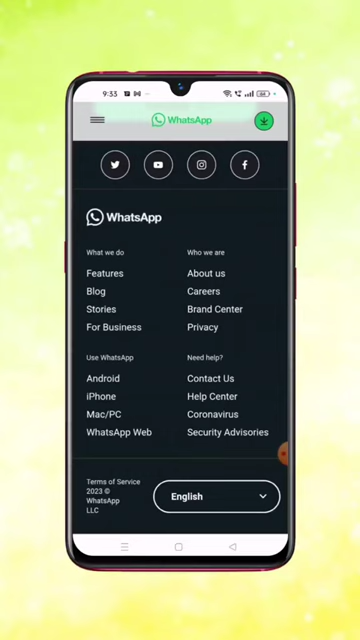 9:33
WhatsApp
WhatsApp
What we do
Who we are
Features
About us
Blog
Careers
Stories
Brand Center
For Business
Privacy
Use WhatsApp
Need help?
Android
Contact Us
iPhone
Help Center
Mac/PC
Coronavirus
WhatsApp Web
Security Advisories
Terms of Service
2023 ©
WhatsApp
LLC
English